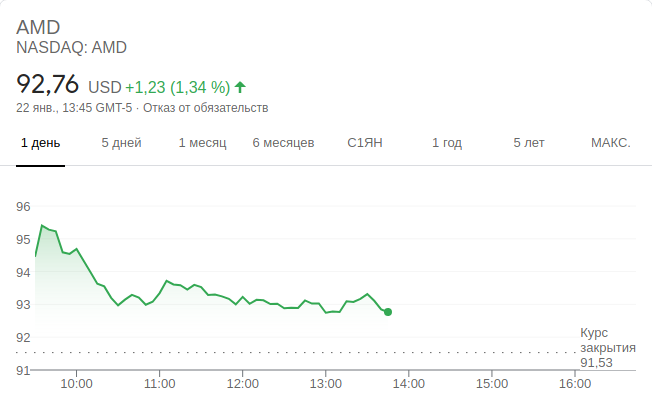 AMD
NASDAQ: AMD
92,76 USD +1,23 (1,34 %)
22 янв., 13:45 GMT-5 · Отказ от обязательств
1 день 5 дней 1 месяц 6 месяцев С1ЯН 1 год 5 лет МАКС.
96
95
94
93
92
Курс
закрытия
91,53
91
10:00 11:00 12:00 13:00 14:00 15:00 16:00